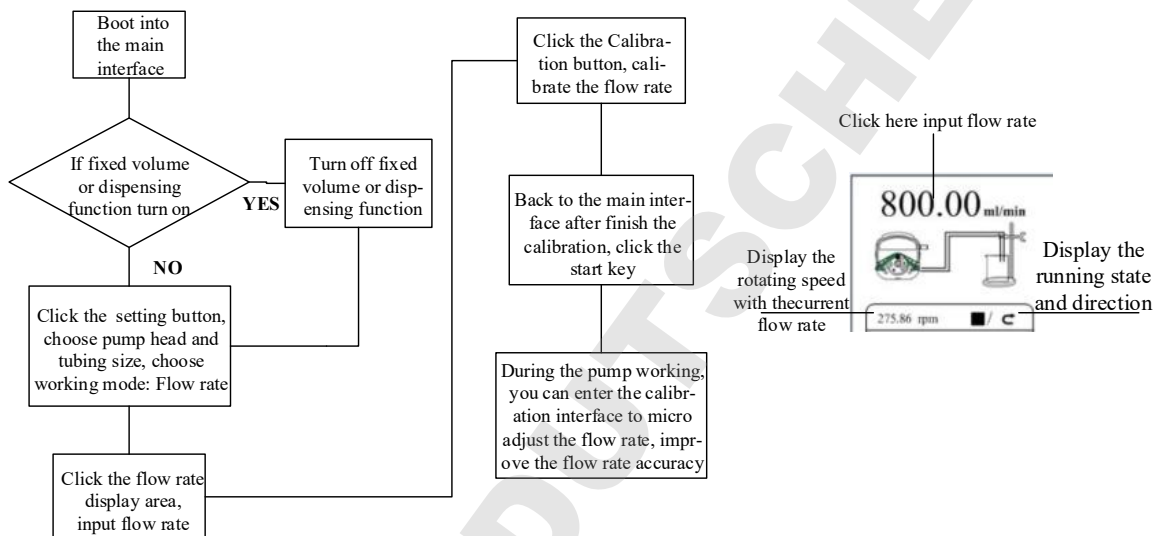 Boot into
the main
interface
If fixed volume
or dispensing
function turn on
YES
Turn off fixed
volume or disp-
ensing function
NO
Click the setting button,
choose pump head and
tubing size, choose
working mode: Flow rate
Click the flow rate
display area,
input flow rate
Click the Calibra-
tion button, cali-
brate the flow rate
Back to the main inter-
face after finish the
calibration, click the
start key
During the pump working,
you can enter the calibr-
ation interface to micro
adjust the flow rate, impr-
ove the flow rate accuracy
Click here input flow rate
800.00 ml/min
Display the
rotating speed
with thecurrent
flow rate
275.86 rpm
/
Display the
running state
and direction
DUTSCHE